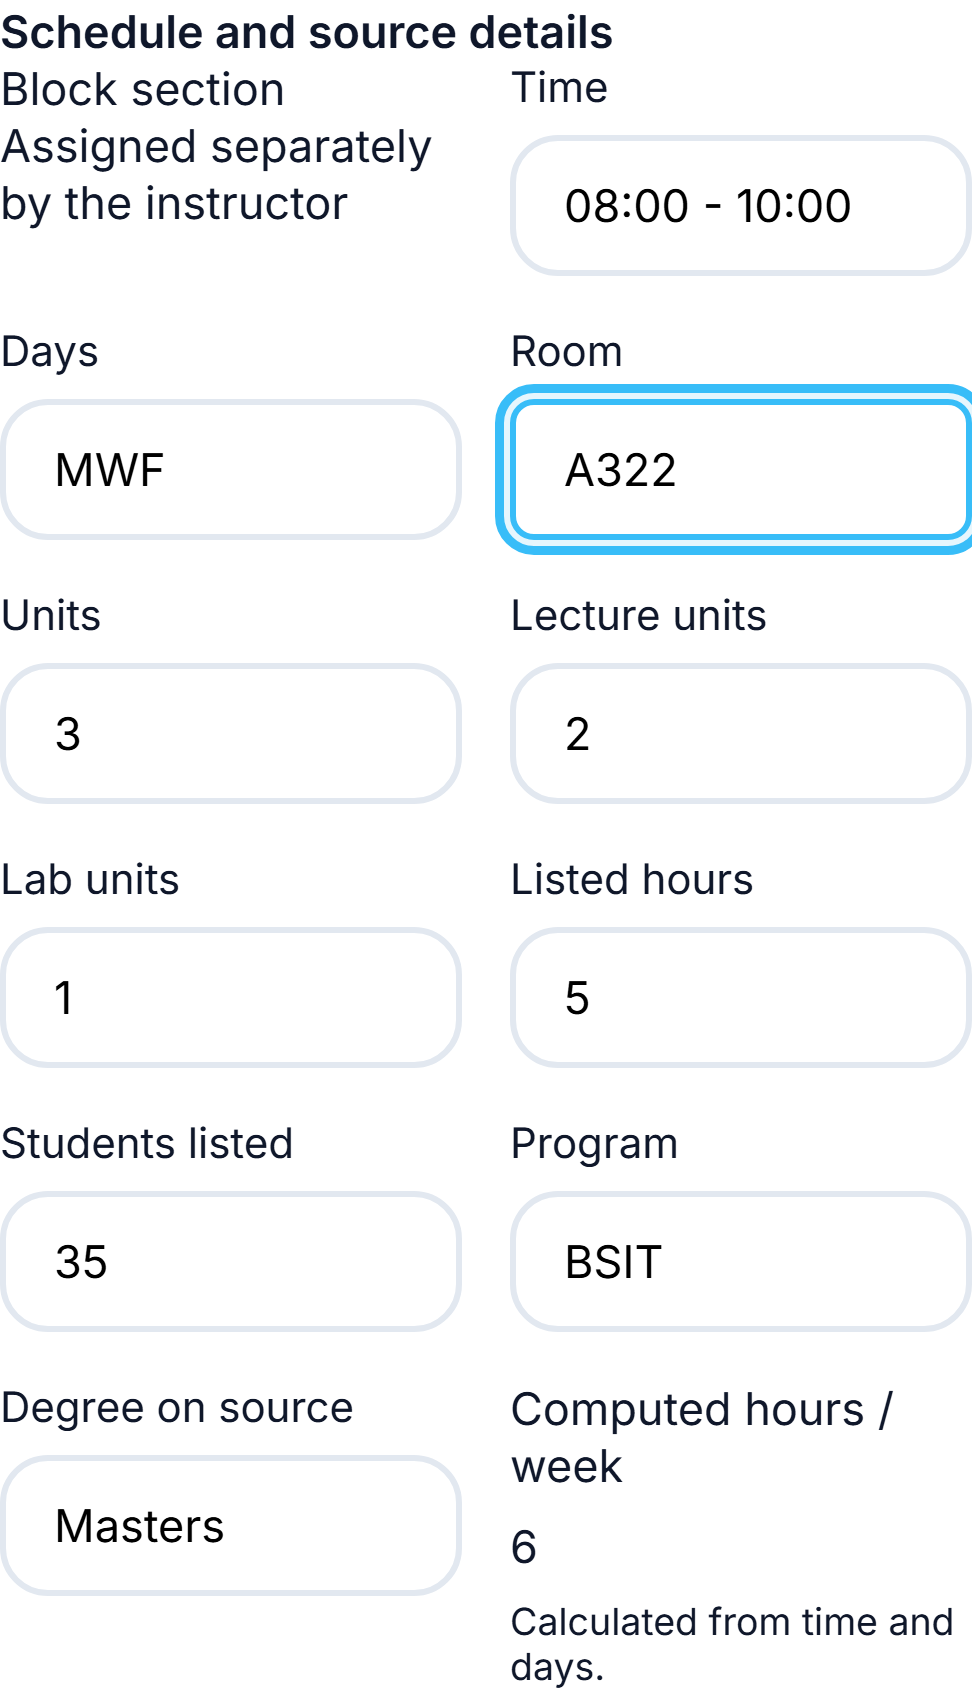 Schedule and source details
Block section
Assigned separately
by the instructor
Time
08:00 - 10:00
Days
MWF
Room
A322
Units
3
Lecture units
2
Lab units
1
Listed hours
5
Students listed
35
Program
BSIT
Degree on source
Masters
Computed hours /
week
6
Calculated from time and
days.